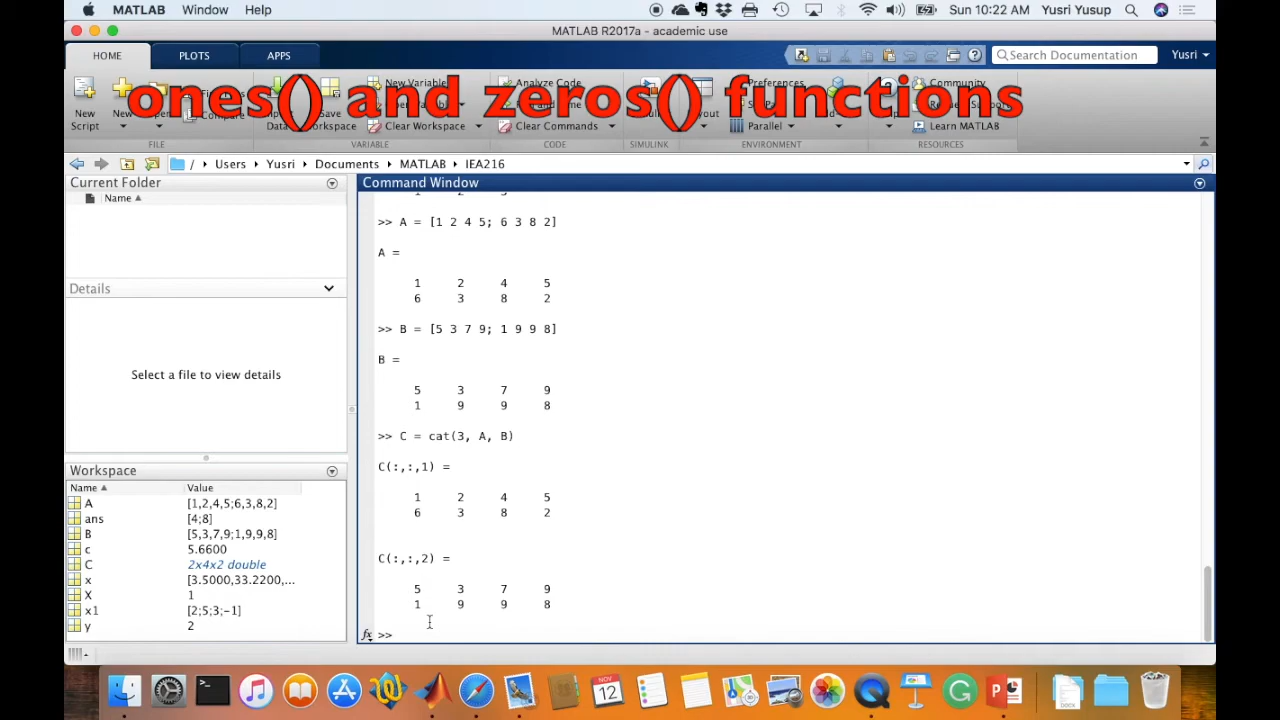 MATLAB Window Help Sun 10:22 AM Yusri Yusup
MATLAB R2017a - academic use
HOME PLOTS APPS Search Documentation Yusri
ones() and zeros() functions
New Variable Analyze Code Preferences Community
New Script
Clear Workspace Clear Commands Parallel Learn MATLAB
FILE VARIABLE CODE SIMULINK ENVIRONMENT RESOURCES
/ Users Yusri Documents MATLAB IEA216
Current Folder
Name
Details
Select a file to view details
Workspace
Name Value
A [1,2,4,5;6,3,8,2]
ans [4;8]
B [5,3,7,9;1,9,9,8]
c 5.6600
C 2x4x2 double
x [3.5000,33.2200,...
X 1
x1 [2;5;3;-1]
y 2
Command Window
>> A = [1 2 4 5; 6 3 8 2]
A =
1 2 4 5
6 3 8 2
>> B = [5 3 7 9; 1 9 9 8]
B =
5 3 7 9
1 9 9 8
>> C = cat(3, A, B)
C(:,:,1) =
1 2 4 5
6 3 8 2
C(:,:,2) =
5 3 7 9
1 9 9 8
fx >>
NOV
12
DOCX